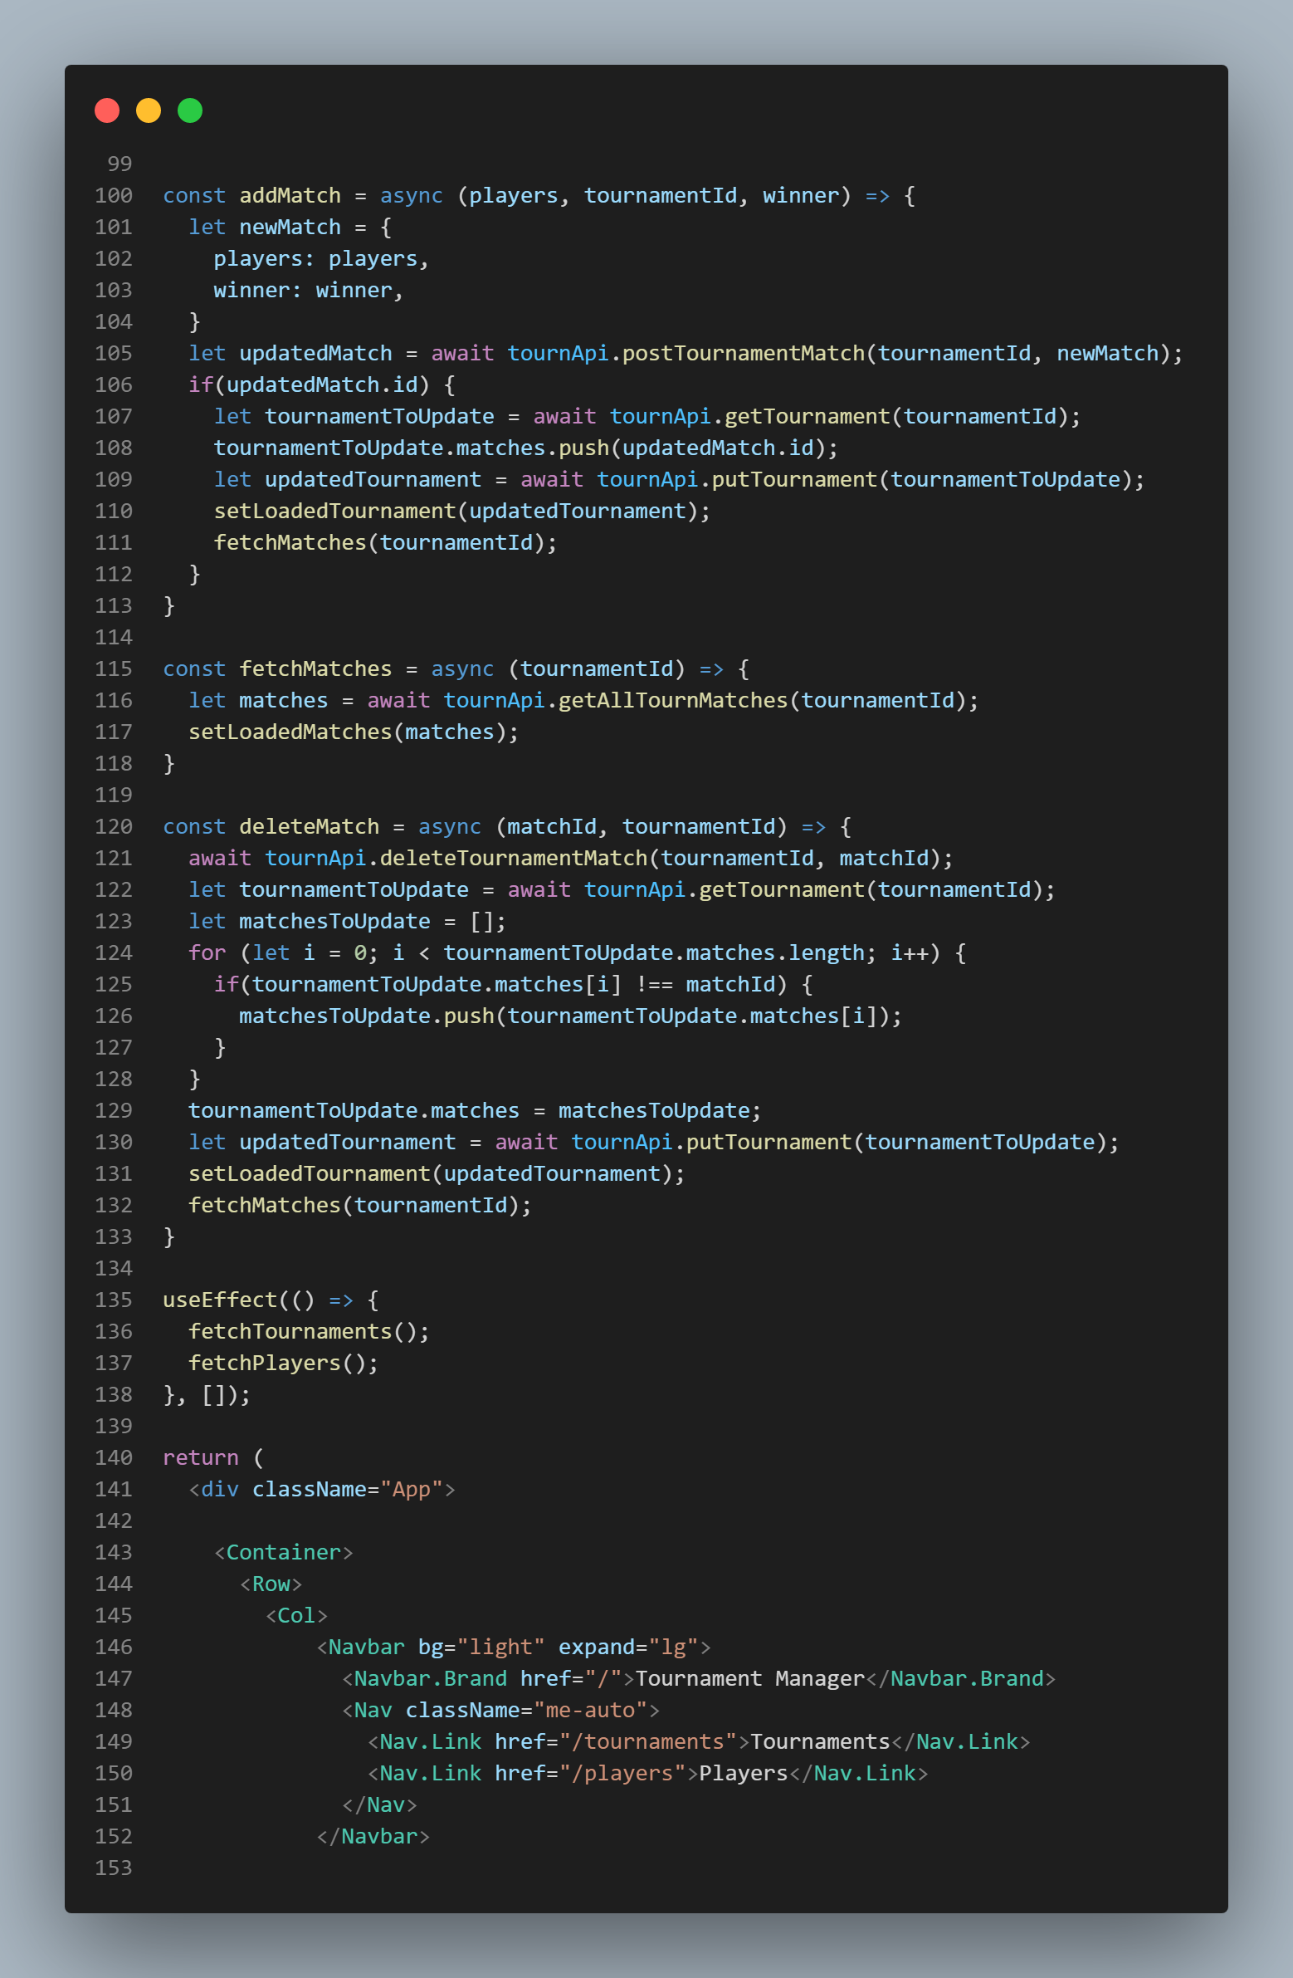 99
100 const addMatch = async (players, tournamentId, winner) => {
101   let newMatch = {
102     players: players,
103     winner: winner,
104   }
105   let updatedMatch = await tournApi.postTournamentMatch(tournamentId, newMatch);
106   if(updatedMatch.id) {
107     let tournamentToUpdate = await tournApi.getTournament(tournamentId);
108     tournamentToUpdate.matches.push(updatedMatch.id);
109     let updatedTournament = await tournApi.putTournament(tournamentToUpdate);
110     setLoadedTournament(updatedTournament);
111     fetchMatches(tournamentId);
112   }
113 }
114
115 const fetchMatches = async (tournamentId) => {
116   let matches = await tournApi.getAllTournMatches(tournamentId);
117   setLoadedMatches(matches);
118 }
119
120 const deleteMatch = async (matchId, tournamentId) => {
121   await tournApi.deleteTournamentMatch(tournamentId, matchId);
122   let tournamentToUpdate = await tournApi.getTournament(tournamentId);
123   let matchesToUpdate = [];
124   for (let i = 0; i < tournamentToUpdate.matches.length; i++) {
125     if(tournamentToUpdate.matches[i] !== matchId) {
126       matchesToUpdate.push(tournamentToUpdate.matches[i]);
127     }
128   }
129   tournamentToUpdate.matches = matchesToUpdate;
130   let updatedTournament = await tournApi.putTournament(tournamentToUpdate);
131   setLoadedTournament(updatedTournament);
132   fetchMatches(tournamentId);
133 }
134
135 useEffect(() => {
136   fetchTournaments();
137   fetchPlayers();
138 }, []);
139
140 return (
141   <div className="App">
142
143     <Container>
144       <Row>
145         <Col>
146             <Navbar bg="light" expand="lg">
147               <Navbar.Brand href="/">Tournament Manager</Navbar.Brand>
148               <Nav className="me-auto">
149                 <Nav.Link href="/tournaments">Tournaments</Nav.Link>
150                 <Nav.Link href="/players">Players</Nav.Link>
151               </Nav>
152             </Navbar>
153